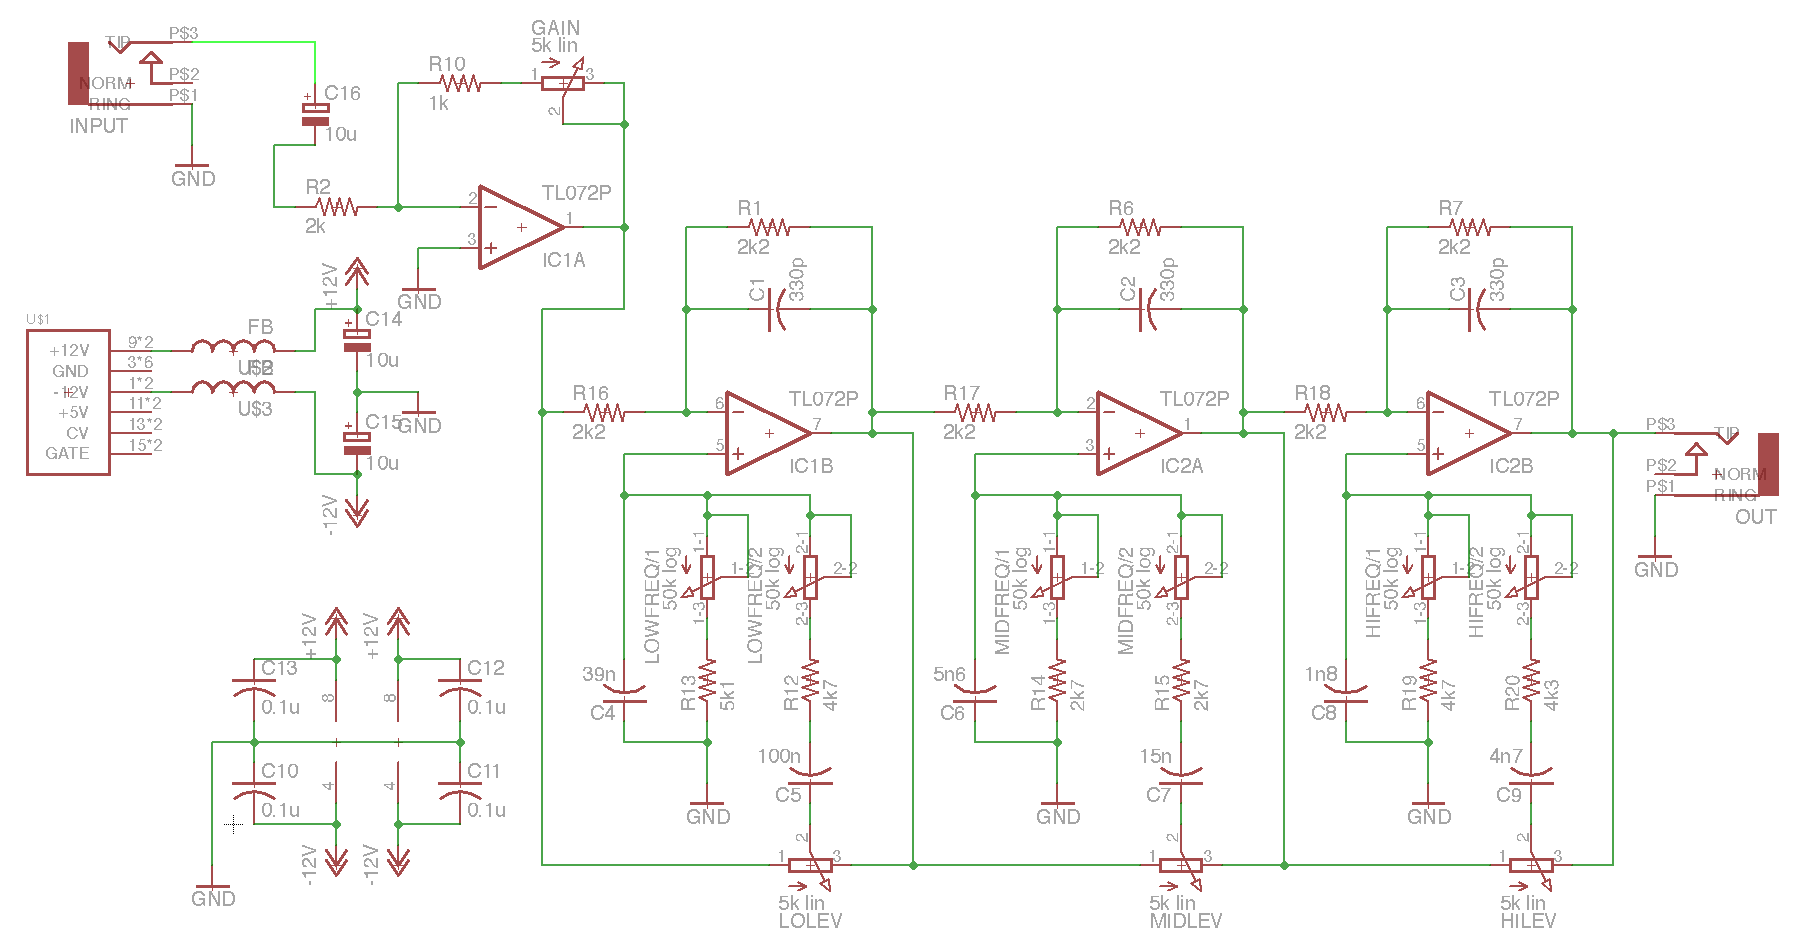 TIP
P$3
P$2
NORM
P$1
RING
INPUT
GND
C16
+
10u
R2
2k
R10
1k
GAIN
5k lin
1
3
2
TL072P
2
3
1
IC1A
GND
U$1
+12V
GND
-12V
+5V
CV
GATE
9*2
3*6
1*2
11*2
13*2
15*2
FB
U$3
+12V
C14
10u
GND
C15
10u
-12V
+12V
+12V
C13
0.1u
8
8
C12
0.1u
C10
0.1u
4
4
C11
0.1u
-12V
-12V
GND
R1
2k2
C1
330p
R16
2k2
TL072P
6
5
7
IC1B
LOWFREQ/1
50k log
1-1
1-2
1-3
LOWFREQ/2
50k log
2-1
2-2
2-3
39n
C4
R13
5k1
R12
4k7
100n
C5
GND
1
2
3
5k lin
LOLEV
R6
2k2
C2
330p
R17
2k2
TL072P
2
3
1
IC2A
MIDFREQ/1
50k log
1-1
1-2
1-3
MIDFREQ/2
50k log
2-1
2-2
2-3
5n6
C6
R14
2k7
R15
2k7
15n
C7
GND
1
2
3
5k lin
MIDLEV
R7
2k2
C3
330p
R18
2k2
TL072P
6
5
7
IC2B
HIFREQ/1
50k log
1-1
1-2
1-3
HIFREQ/2
50k log
2-1
2-2
2-3
1n8
C8
R19
4k7
R20
4k3
4n7
C9
GND
1
2
3
5k lin
HILEV
P$3
TIP
P$2
NORM
P$1
RING
OUT
GND